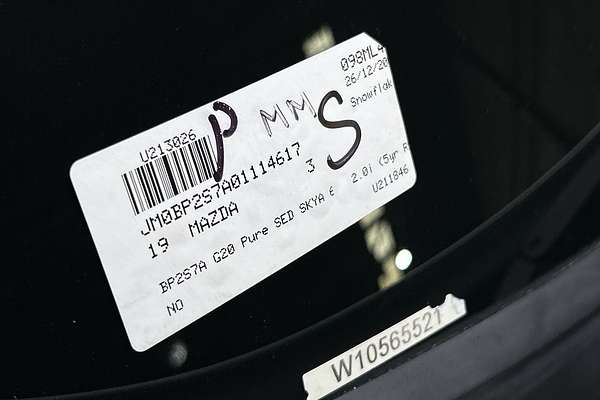 U213026
098ML4
26/12/20
Snowflak
P MM S
JM0BP2S7A01114617 3
19 MAZDA
BP2S7A G20 Pure SED SKYA 6 2.0i (5yr R
NO U211846
W10565521